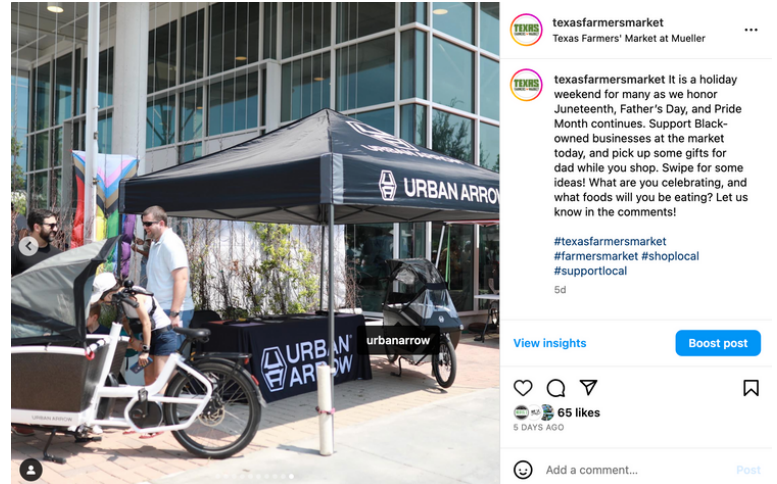 URBAN ARROW
URBAN ARROW
URBAN
ARROW
urbanarrow
URBAN ARROW
TEXAS
texasfarmersmarket
Texas Farmers' Market at Mueller
TEXAS
texasfarmersmarket It is a holiday
weekend for many as we honor
Juneteenth, Father's Day, and Pride
Month continues. Support Black-
owned businesses at the market
today, and pick up some gifts for
dad while you shop. Swipe for some
ideas! What are you celebrating, and
what foods will you be eating? Let us
know in the comments!
#texasfarmersmarket
#farmersmarket #shoplocal
#supportlocal
5d
View insights
Boost post
65 likes
5 DAYS AGO
Add a comment...
Post